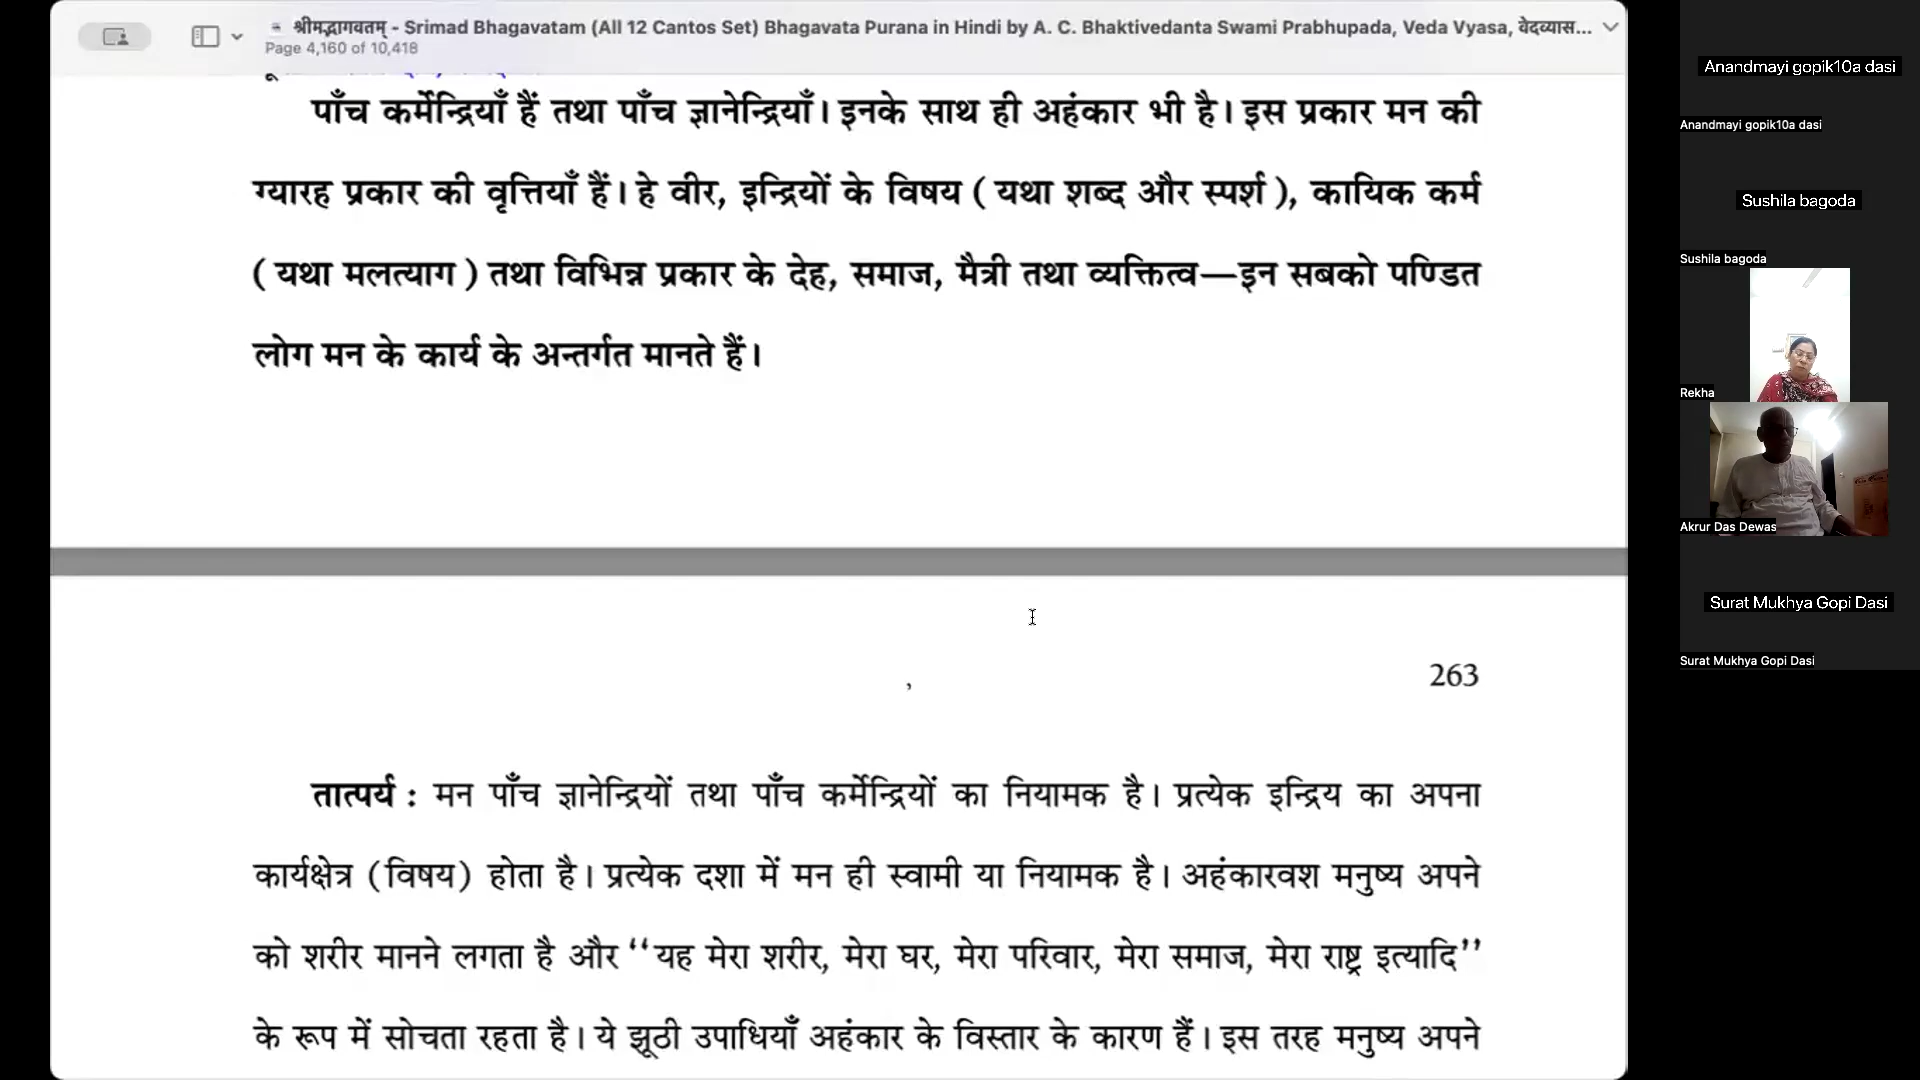 श्रीमद्भागवतम् - Srimad Bhagavatam (All 12 Cantos Set) Bhagavata Purana in Hindi by A. C. Bhaktivedanta Swami Prabhupada, Veda Vyasa, वेदव्यास...
Page 4,160 of 10,418
पाँच कर्मेन्द्रियाँ हैं तथा पाँच ज्ञानेन्द्रियाँ। इनके साथ ही अहंकार भी है। इस प्रकार मन की
ग्यारह प्रकार की वृत्तियाँ हैं। हे वीर, इन्द्रियों के विषय ( यथा शब्द और स्पर्श ), कायिक कर्म
( यथा मलत्याग ) तथा विभिन्न प्रकार के देह, समाज, मैत्री तथा व्यक्तित्व—इन सबको पण्डित
लोग मन के कार्य के अन्तर्गत मानते हैं।
,
263
तात्पर्य : मन पाँच ज्ञानेन्द्रियों तथा पाँच कर्मेन्द्रियों का नियामक है। प्रत्येक इन्द्रिय का अपना
कार्यक्षेत्र (विषय) होता है। प्रत्येक दशा में मन ही स्वामी या नियामक है। अहंकारवश मनुष्य अपने
को शरीर मानने लगता है और ‘‘यह मेरा शरीर, मेरा घर, मेरा परिवार, मेरा समाज, मेरा राष्ट्र इत्यादि’’
के रूप में सोचता रहता है। ये झूठी उपाधियाँ अहंकार के विस्तार के कारण हैं। इस तरह मनुष्य अपने
Anandmayi gopik10a dasi
Anandmayi gopik10a dasi
Sushila bagoda
Sushila bagoda
Rekha
Akrur Das Dewas
Surat Mukhya Gopi Dasi
Surat Mukhya Gopi Dasi